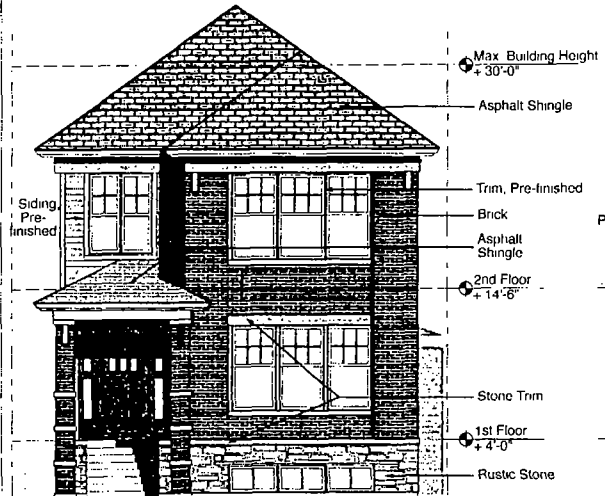 Max Building Height
+ 30'-0"
Asphalt Shingle
Trim, Pre-finished
Siding,
Pre-
finished
Brick
Asphalt
Shingle
2nd Floor
+ 14'-6"
Stone Trim
1st Floor
+ 4'-0"
Rustic Stone
P